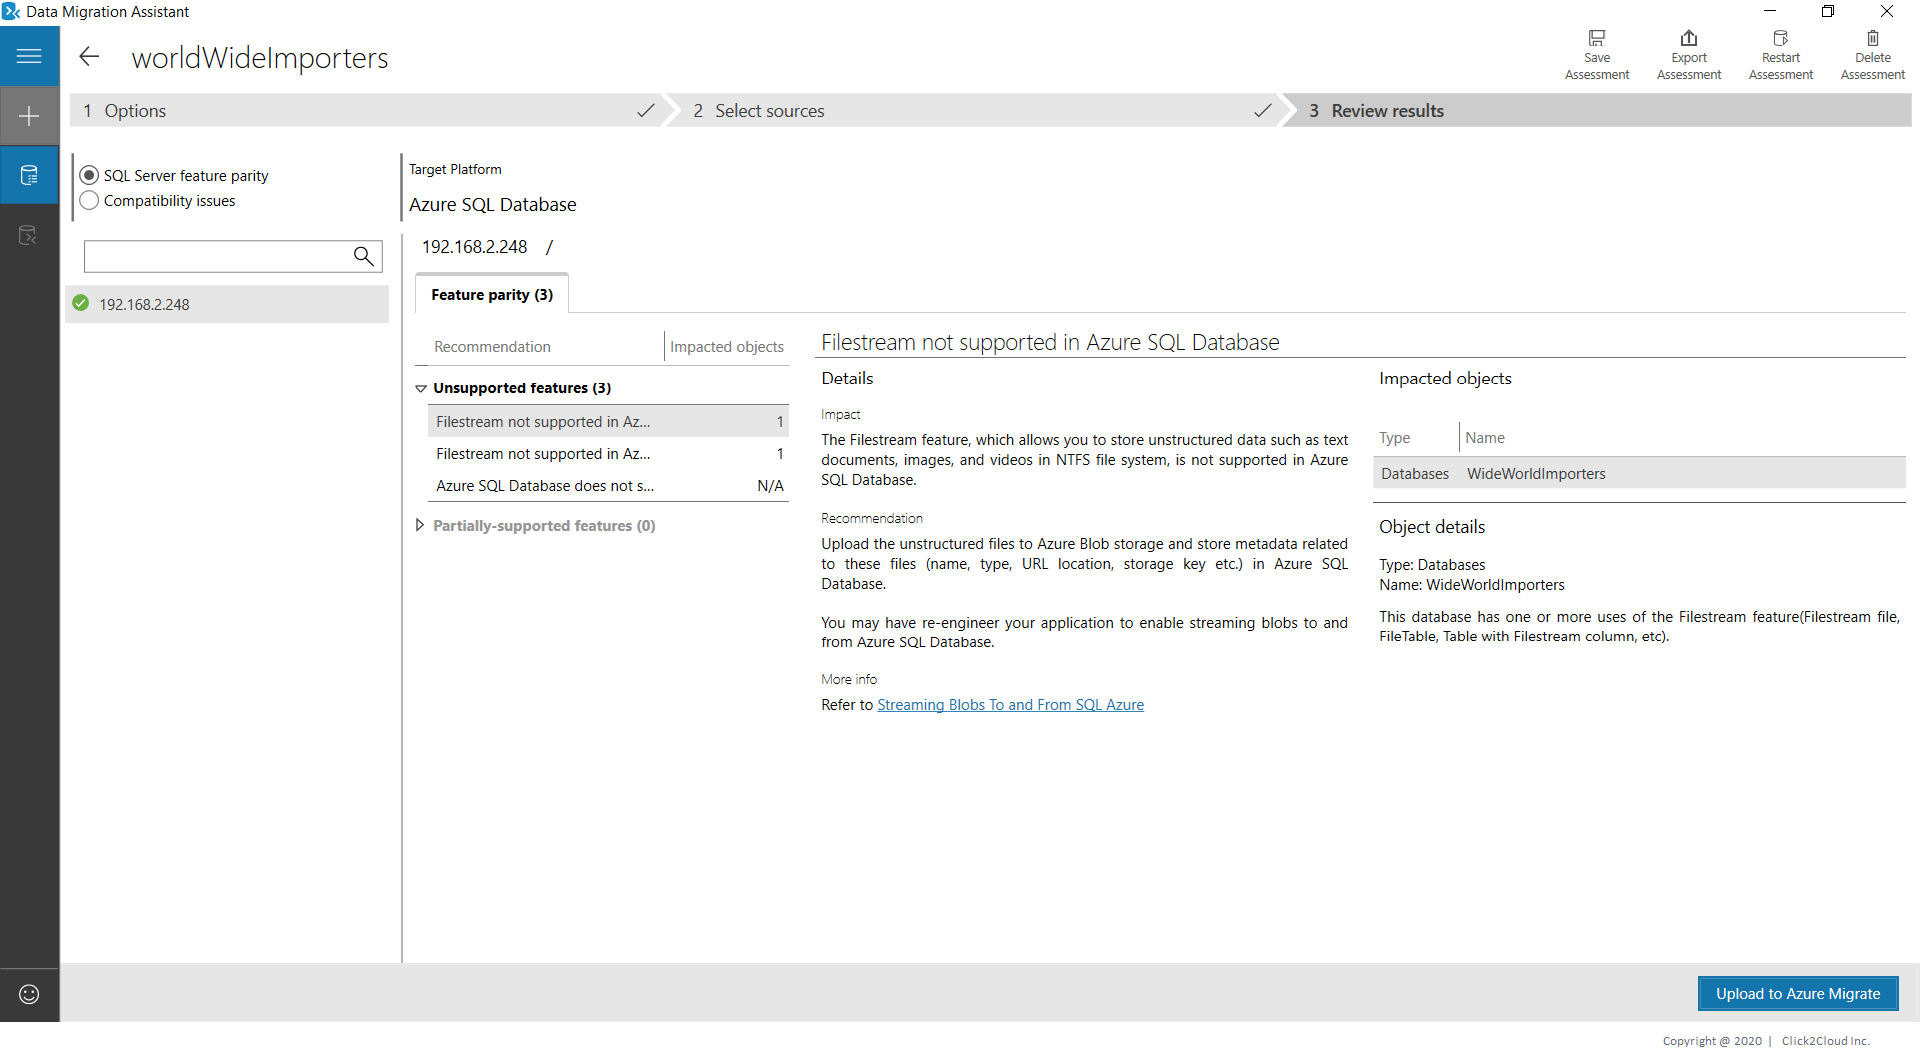 Data Migration Assistant
worldWideImporters
Save Assessment
Export Assessment
Restart Assessment
Delete Assessment
1 Options
2 Select sources
3 Review results
SQL Server feature parity
Compatibility issues
Target Platform
Azure SQL Database
192.168.2.248 /
192.168.2.248
Feature parity (3)
Recommendation
Impacted objects
Unsupported features (3)
Filestream not supported in Az... 1
Filestream not supported in Az... 1
Azure SQL Database does not s... N/A
Partially-supported features (0)
Filestream not supported in Azure SQL Database
Details
Impact
The Filestream feature, which allows you to store unstructured data such as text
documents, images, and videos in NTFS file system, is not supported in Azure
SQL Database.
Recommendation
Upload the unstructured files to Azure Blob storage and store metadata related
to these files (name, type, URL location, storage key etc.) in Azure SQL
Database.
You may have re-engineer your application to enable streaming blobs to and
from Azure SQL Database.
More info
Refer to Streaming Blobs To and From SQL Azure
Impacted objects
Type Name
Databases WideWorldImporters
Object details
Type: Databases
Name: WideWorldImporters
This database has one or more uses of the Filestream feature(Filestream file,
FileTable, Table with Filestream column, etc).
Upload to Azure Migrate
Copyright @ 2020 | Click2Cloud Inc.